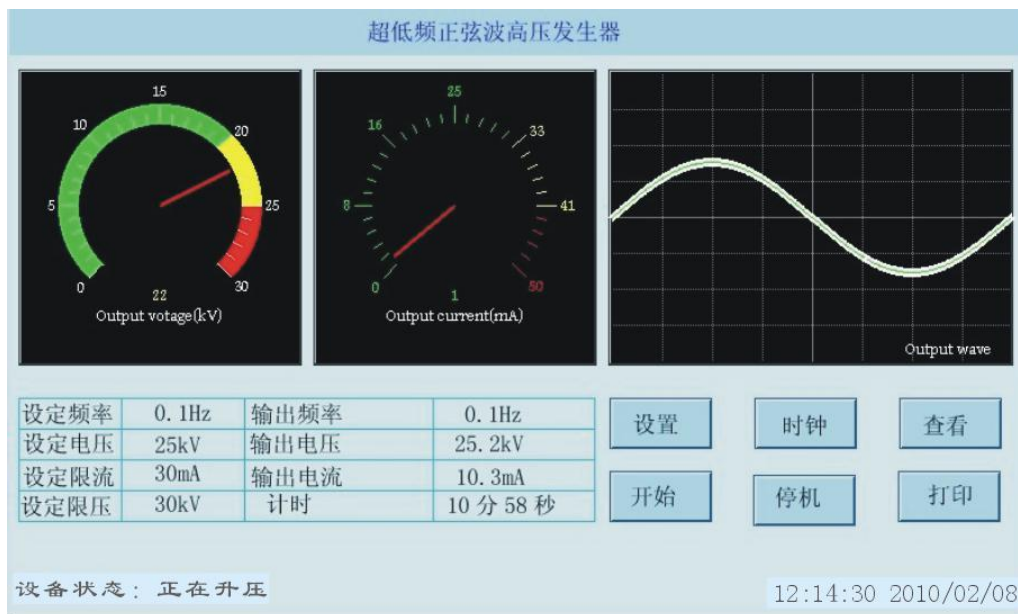 超低频正弦波高压发生器
15
10
20
5
25
0
30
22
Output votage(kV)
25
16
33
8
41
0
50
1
Output current(mA)
Output wave
设定频率 0.1Hz 输出频率 0.1Hz
设定电压 25kV 输出电压 25.2kV
设定限流 30mA 输出电流 10.3mA
设定限压 30kV 计时 10分58秒
设置 时钟 查看
开始 停机 打印
设备状态: 正在升压
12:14:30 2010/02/08